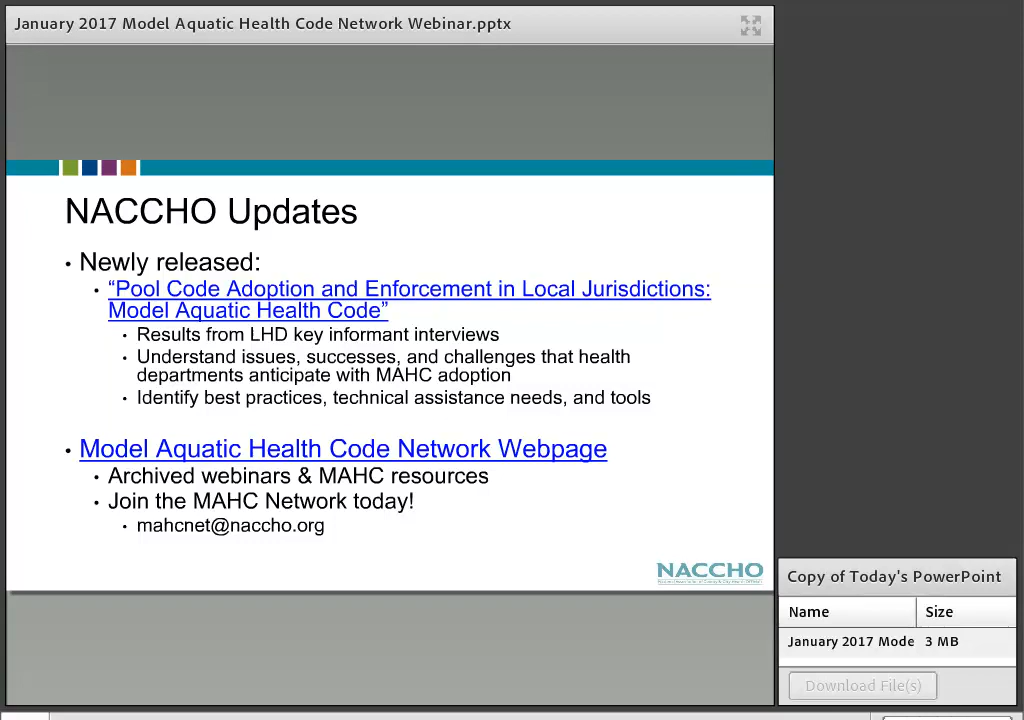 January 2017 Model Aquatic Health Code Network Webinar.pptx
NACCHO Updates
• Newly released:
• “Pool Code Adoption and Enforcement in Local Jurisdictions:
Model Aquatic Health Code”
• Results from LHD key informant interviews
• Understand issues, successes, and challenges that health
departments anticipate with MAHC adoption
• Identify best practices, technical assistance needs, and tools
• Model Aquatic Health Code Network Webpage
• Archived webinars & MAHC resources
• Join the MAHC Network today!
• mahcnet@naccho.org
NACCHO
Copy of Today's PowerPoint
Name Size
January 2017 Mode 3 MB
Download File(s)